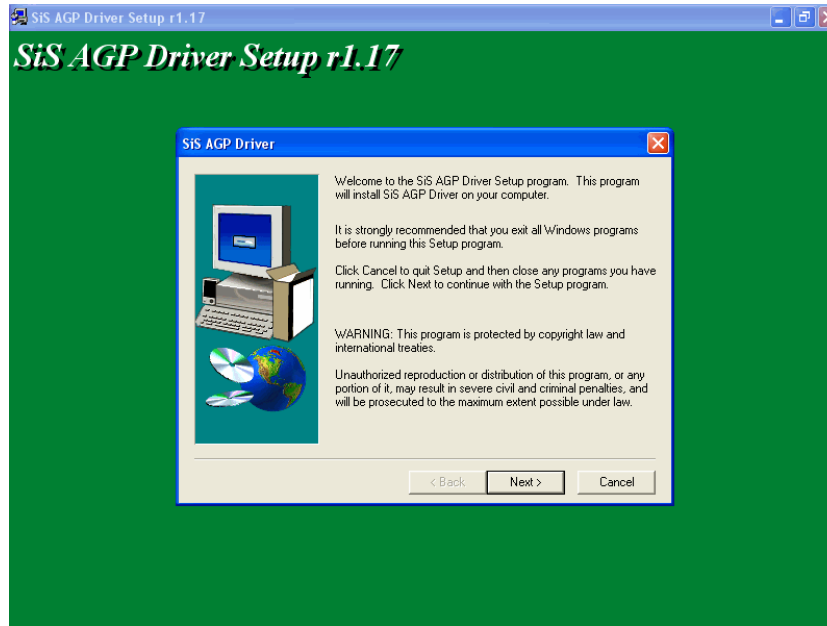 SiS AGP Driver Setup r1.17
SiS AGP Driver Setup r1.17
SiS AGP Driver
Welcome to the SiS AGP Driver Setup program. This program
will install SiS AGP Driver on your computer.
It is strongly recommended that you exit all Windows programs
before running this Setup program.
Click Cancel to quit Setup and then close any programs you have
running. Click Next to continue with the Setup program.
WARNING: This program is protected by copyright law and
international treaties.
Unauthorized reproduction or distribution of this program, or any
portion of it, may result in severe civil and criminal penalties, and
will be prosecuted to the maximum extent possible under law.
< Back
Next >
Cancel